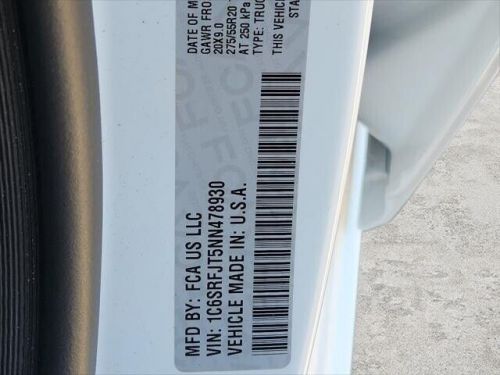 DATE OF M
GAWR FRO
20X9.0
275/55R20
AT 250 kPa
TYPE: TRUC
THIS VEHIC
STA
MFD BY: FCA US LLC
VIN: 1C6SRFJT5NN478930
VEHICLE MADE IN: U.S.A.